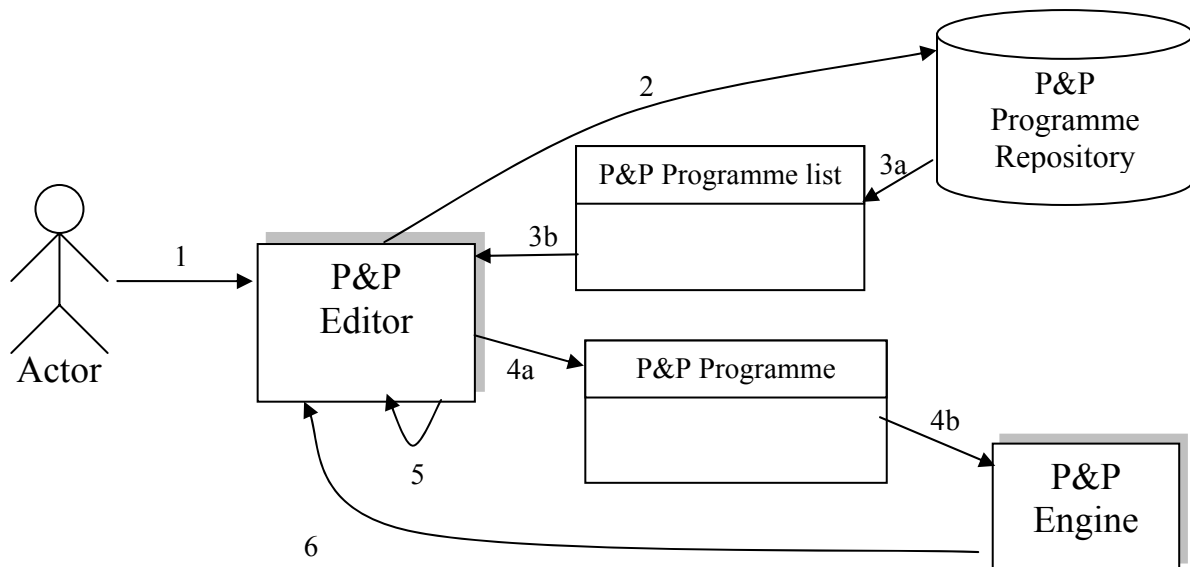 2
P&P
Programme
Repository
P&P Programme list
3a
1
3b
P&P
Editor
Actor
4a
P&P Programme
4b
5
P&P
Engine
6